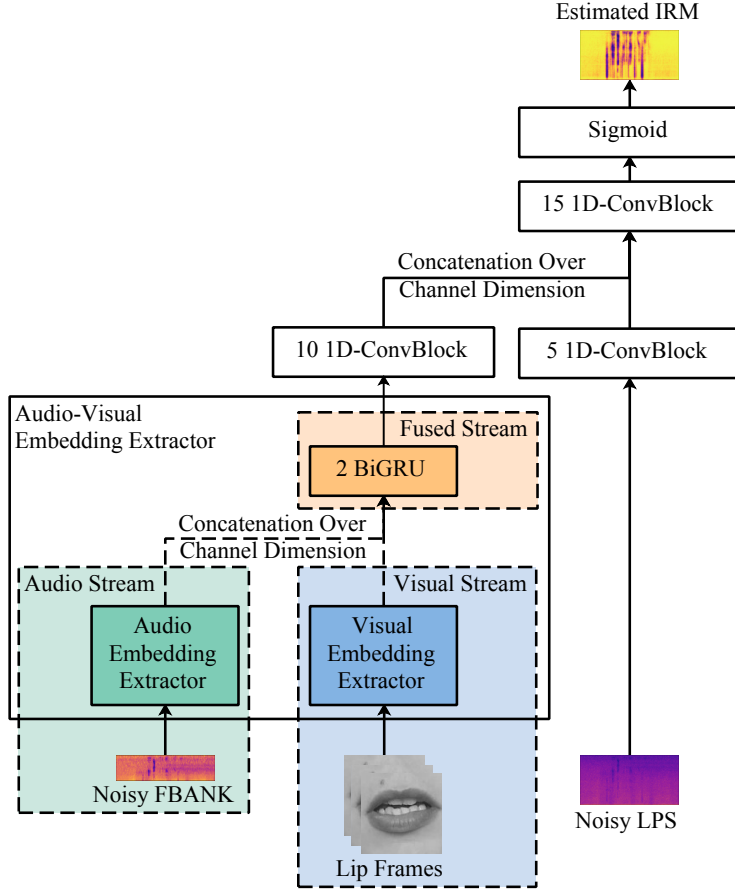 Estimated IRM
Sigmoid
15 1D-ConvBlock
Concatenation Over
Channel Dimension
10 1D-ConvBlock
5 1D-ConvBlock
Audio-Visual
Embedding Extractor
Fused Stream
2 BiGRU
Concatenation Over
Channel Dimension
Audio Stream
Visual Stream
Audio
Embedding
Extractor
Visual
Embedding
Extractor
Noisy FBANK
Lip Frames
Noisy LPS